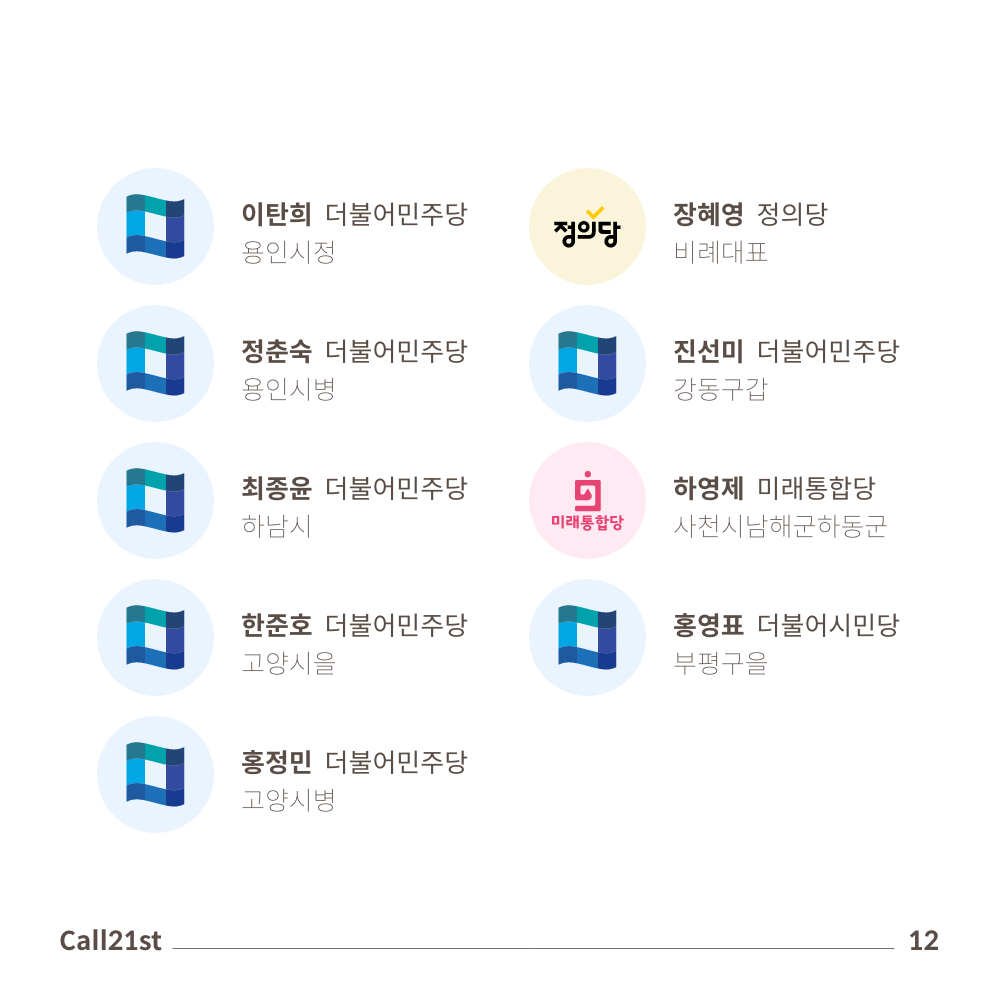 이탄희 더불어민주당
용인시정
정춘숙 더불어민주당
용인시병
최종윤 더불어민주당
하남시
한준호 더불어민주당
고양시을
홍정민 더불어민주당
고양시병
정의당
장혜영 정의당
비례대표
진선미 더불어민주당
강동구갑
미래통합당
하영제 미래통합당
사천시남해군하동군
홍영표 더불어시민당
부평구을
Call21st
12